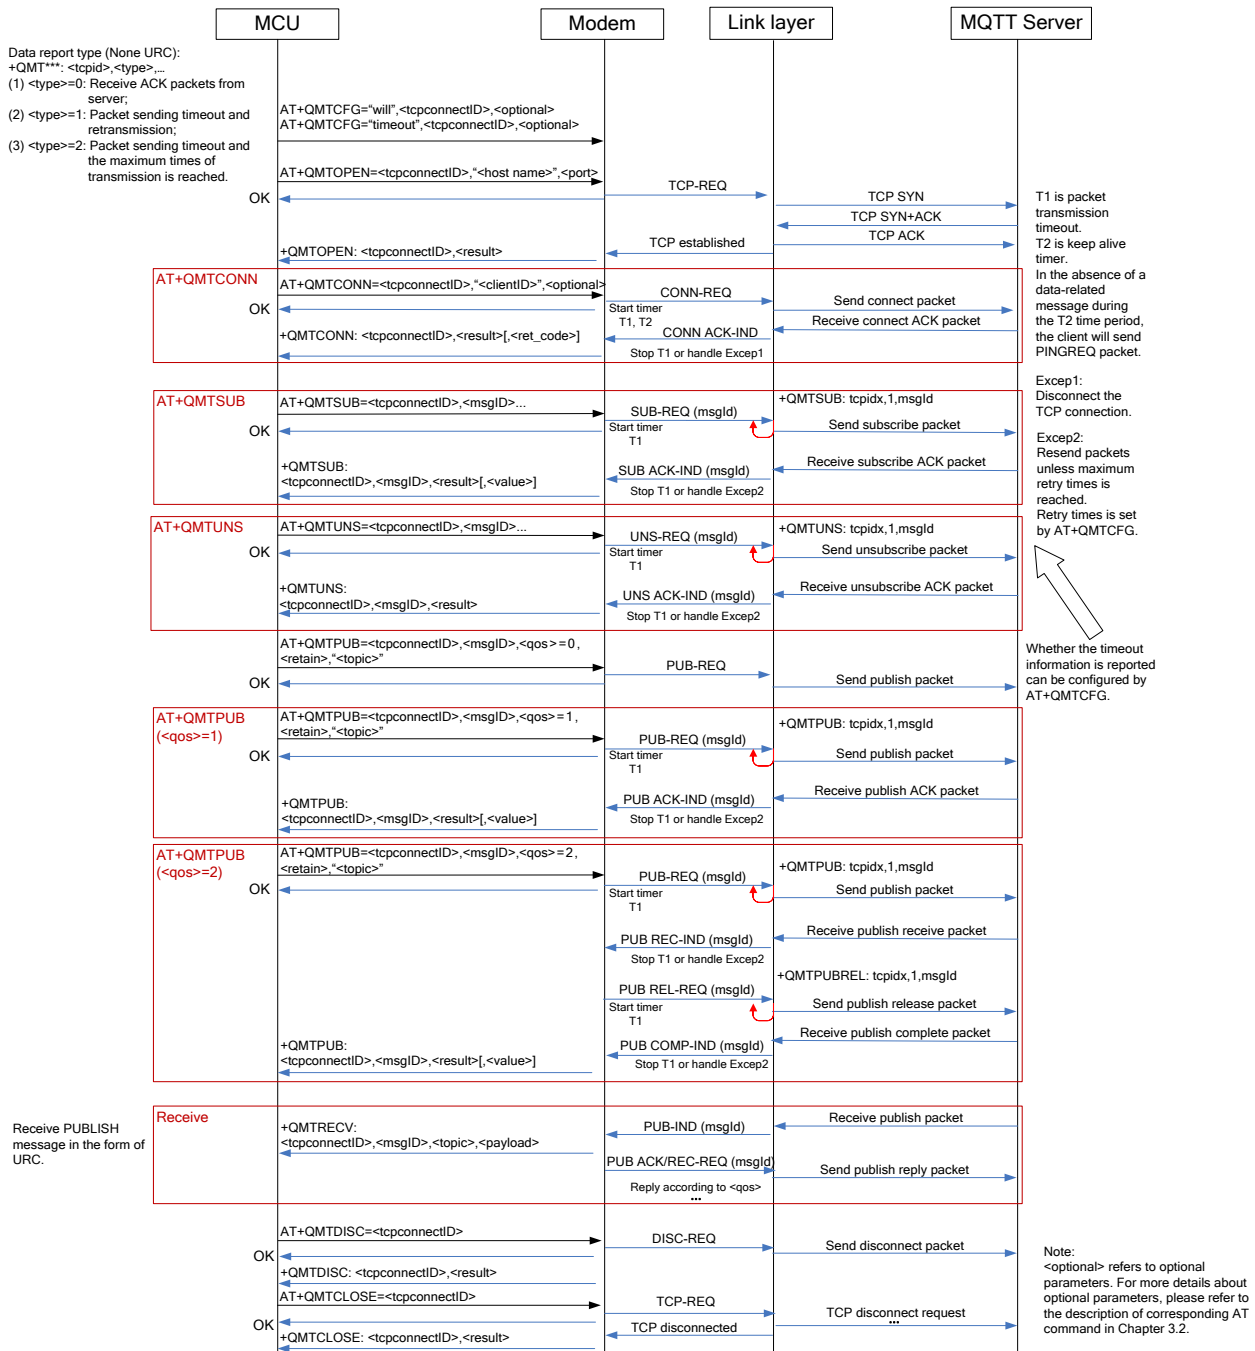 MCU
Modem
Link layer
MQTT Server
Data report type (None URC):
+QMT***: <tcpid>,<type>,...
(1) <type>=0: Receive ACK packets from
server;
(2) <type>=1: Packet sending timeout and
retransmission;
(3) <type>=2: Packet sending timeout and
the maximum times of
transmission is reached.
AT+QMTCFG=“will”,<tcpconnectID>,<optional>
AT+QMTCFG=“timeout”,<tcpconnectID>,<optional>
AT+QMTOPEN=<tcpconnectID>,“<host name>”,<port>
OK
TCP-REQ
TCP SYN
TCP SYN+ACK
TCP ACK
TCP established
+QMTOPEN: <tcpconnectID>,<result>
T1 is packet
transmission
timeout.
T2 is keep alive
timer.
In the absence of a
data-related
message during
the T2 time period,
the client will send
PINGREQ packet.
AT+QMTCONN
AT+QMTCONN=<tcpconnectID>,“<clientID>”,<optional>
OK
CONN-REQ
Start timer
T1, T2
Send connect packet
Receive connect ACK packet
+QMTCONN: <tcpconnectID>,<result>[,<ret_code>]
CONN ACK-IND
Stop T1 or handle Excep1
Excep1:
Disconnect the
TCP connection.
Excep2:
Resend packets
unless maximum
retry times is
reached.
Retry times is set
by AT+QMTCFG.
AT+QMTSUB
AT+QMTSUB=<tcpconnectID>,<msgID>...
OK
SUB-REQ (msgId)
Start timer
T1
+QMTSUB: tcpidx,1,msgId
Send subscribe packet
Receive subscribe ACK packet
+QMTSUB:
<tcpconnectID>,<msgID>,<result>[,<value>]
SUB ACK-IND (msgId)
Stop T1 or handle Excep2
AT+QMTUNS
AT+QMTUNS=<tcpconnectID>,<msgID>...
OK
UNS-REQ (msgId)
Start timer
T1
+QMTUNS: tcpidx,1,msgId
Send unsubscribe packet
Receive unsubscribe ACK packet
+QMTUNS:
<tcpconnectID>,<msgID>,<result>
UNS ACK-IND (msgId)
Stop T1 or handle Excep2
AT+QMTPUB=<tcpconnectID>,<msgID>,<qos>=0,
<retain>,“<topic>”
OK
PUB-REQ
Send publish packet
Whether the timeout
information is reported
can be configured by
AT+QMTCFG.
AT+QMTPUB
(<qos>=1)
AT+QMTPUB=<tcpconnectID>,<msgID>,<qos>=1,
<retain>,“<topic>”
OK
PUB-REQ (msgId)
Start timer
T1
+QMTPUB: tcpidx,1,msgId
Send publish packet
Receive publish ACK packet
+QMTPUB:
<tcpconnectID>,<msgID>,<result>[,<value>]
PUB ACK-IND (msgId)
Stop T1 or handle Excep2
AT+QMTPUB
(<qos>=2)
AT+QMTPUB=<tcpconnectID>,<msgID>,<qos>=2,
<retain>,“<topic>”
OK
PUB-REQ (msgId)
Start timer
T1
+QMTPUB: tcpidx,1,msgId
Send publish packet
Receive publish receive packet
PUB REC-IND (msgId)
Stop T1 or handle Excep2
+QMTPUBREL: tcpidx,1,msgId
PUB REL-REQ (msgId)
Start timer
T1
Send publish release packet
Receive publish complete packet
+QMTPUB:
<tcpconnectID>,<msgID>,<result>[,<value>]
PUB COMP-IND (msgId)
Stop T1 or handle Excep2
Receive PUBLISH
message in the form of
URC.
Receive
Receive publish packet
+QMTRECV:
<tcpconnectID>,<msgID>,<topic>,<payload>
PUB-IND (msgId)
PUB ACK/REC-REQ (msgId)
Send publish reply packet
Reply according to <qos>
...
AT+QMTDISC=<tcpconnectID>
OK
DISC-REQ
Send disconnect packet
+QMTDISC: <tcpconnectID>,<result>
AT+QMTCLOSE=<tcpconnectID>
OK
TCP-REQ
TCP disconnect request
...
TCP disconnected
+QMTCLOSE: <tcpconnectID>,<result>
Note:
<optional> refers to optional
parameters. For more details about
optional parameters, please refer to
the description of corresponding AT
command in Chapter 3.2.